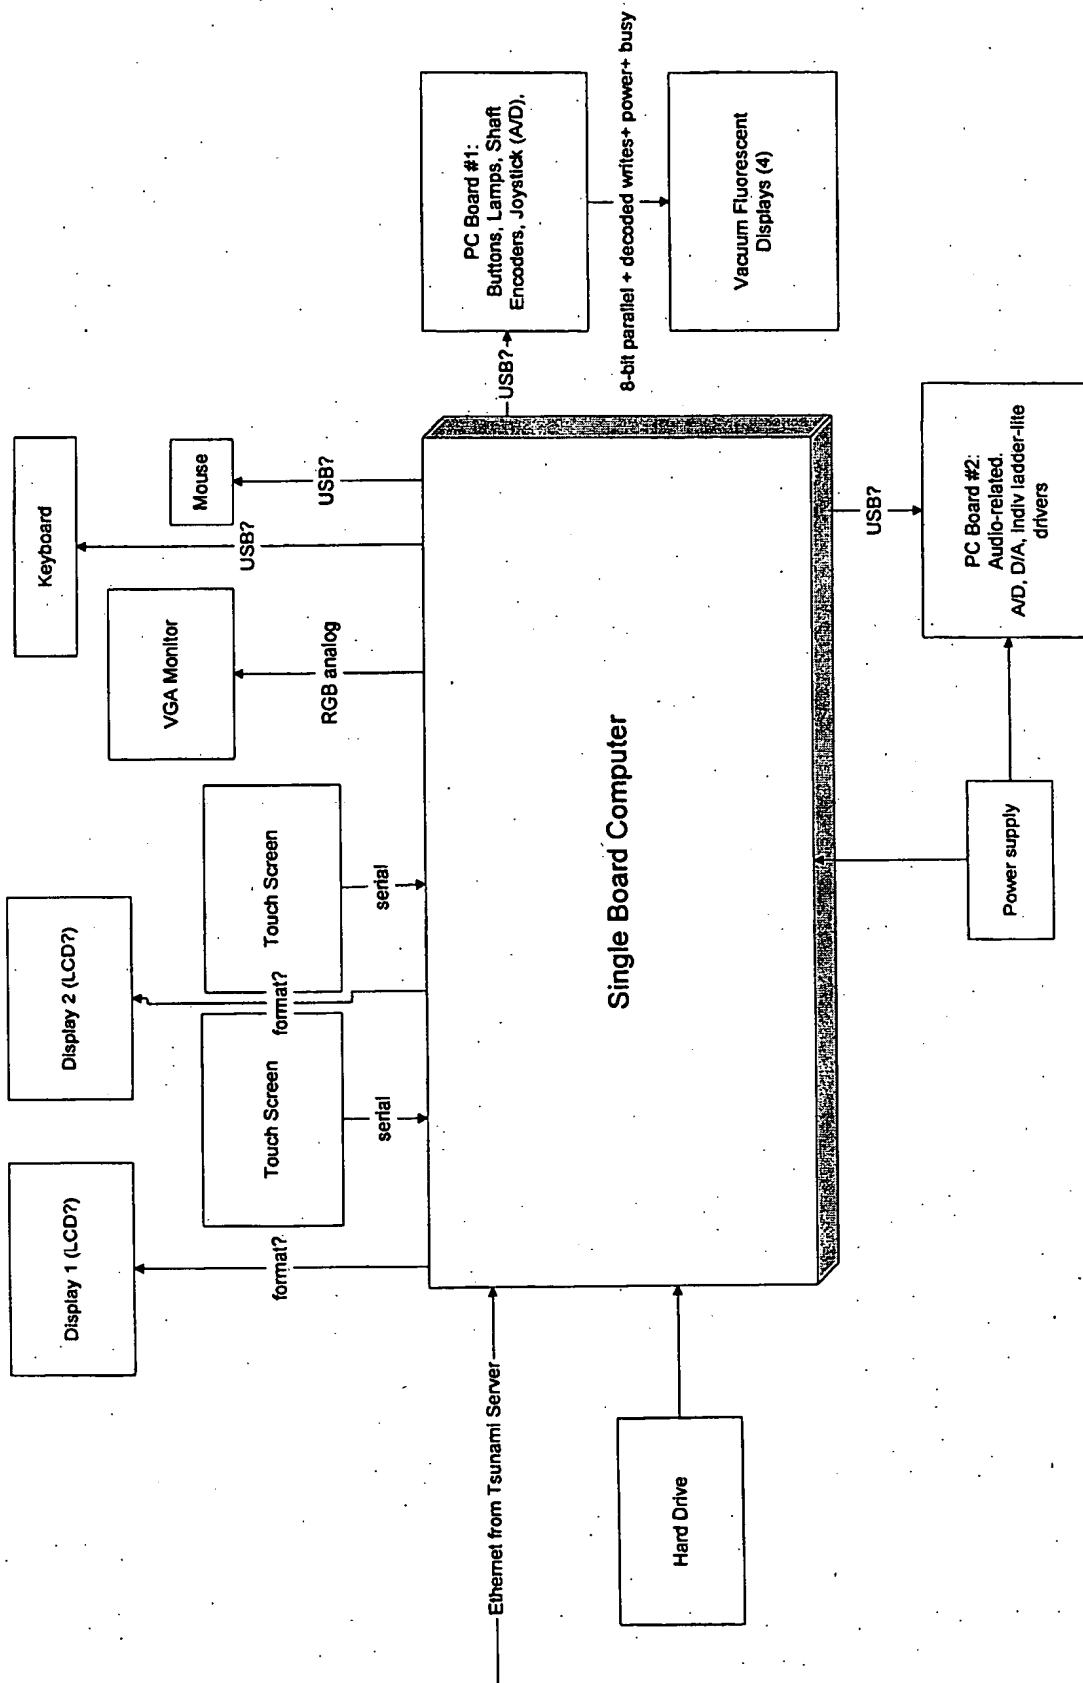 Display 1 (LCD?)
Display 2 (LCD?)
Keyboard
VGA Monitor
Mouse
Touch Screen
Touch Screen
format?
serial
format?
serial
RGB analog
USB?
USB?
Ethernet from Tsunami Server
Hard Drive
Single Board Computer
USB?
PC Board #1:
Buttons, Lamps, Shaft
Encoders, Joystick (A/D),
8-bit parallel + decoded writes+ power+ busy
Vacuum Fluorescent
Displays (4)
USB?
Power supply
PC Board #2:
Audio-related.
A/D, D/A, Indiv ladder-lite
drivers